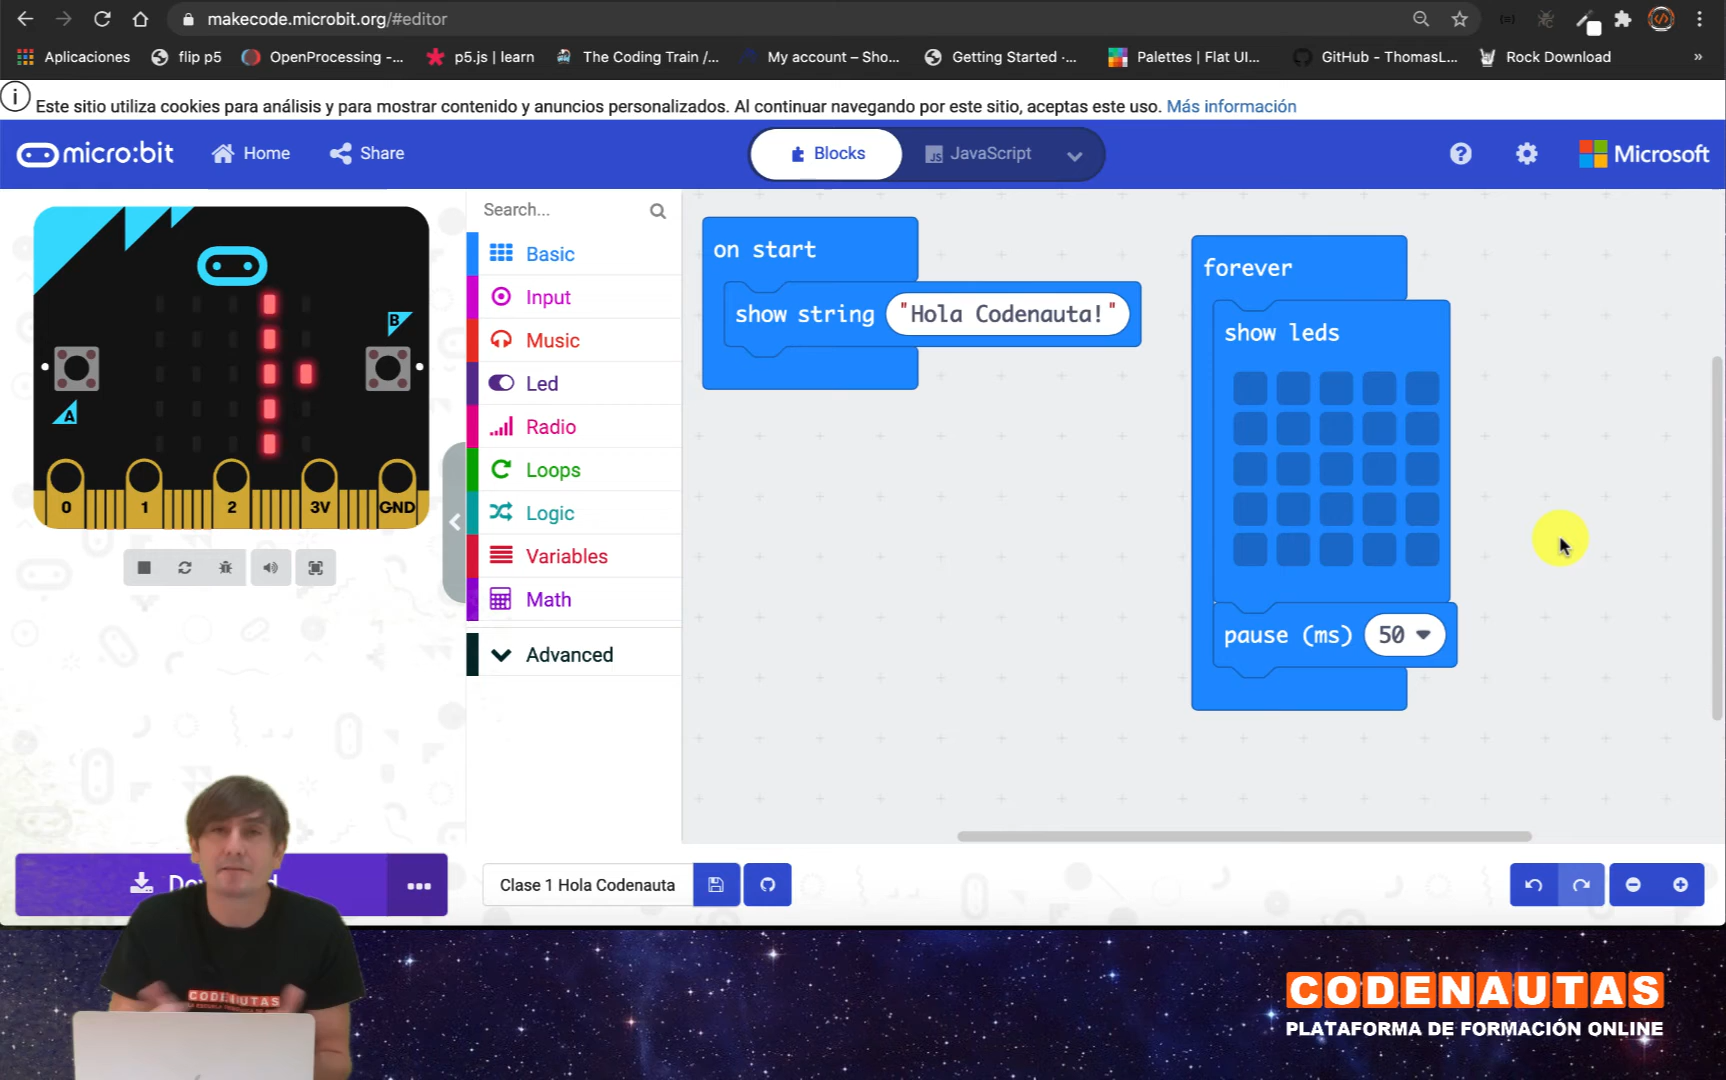 makecode.microbit.org/#editor
Aplicaciones
flip p5
OpenProcessing -...
p5.js | learn
The Coding Train /...
My account – Sho...
Getting Started ·...
Palettes | Flat UI...
GitHub - ThomasL...
Rock Download
»
Este sitio utiliza cookies para análisis y para mostrar contenido y anuncios personalizados. Al continuar navegando por este sitio, aceptas este uso. Más información
micro:bit
Home
Share
Blocks
JS JavaScript
Microsoft
Search...
Basic
Input
Music
Led
Radio
Loops
Logic
Variables
Math
Advanced
B
A
0 1 2 3V GND
on start
show string "Hola Codenauta!"
forever
show leds
pause (ms) 50
Clase 1 Hola Codenauta
CODENAUTAS
CODENAUTAS
PLATAFORMA DE FORMACIÓN ONLINE